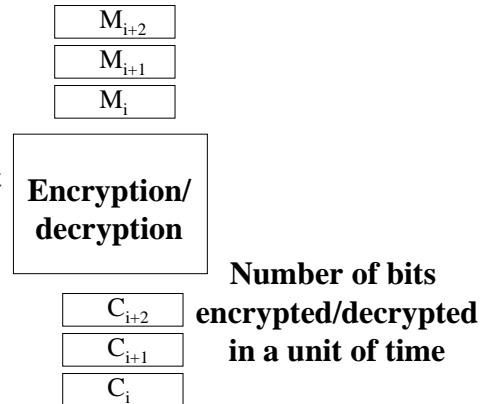 M_{i+2}
M_{i+1}
M_i
Encryption/
decryption
Number of bits
encrypted/decrypted
in a unit of time
C_{i+2}
C_{i+1}
C_i